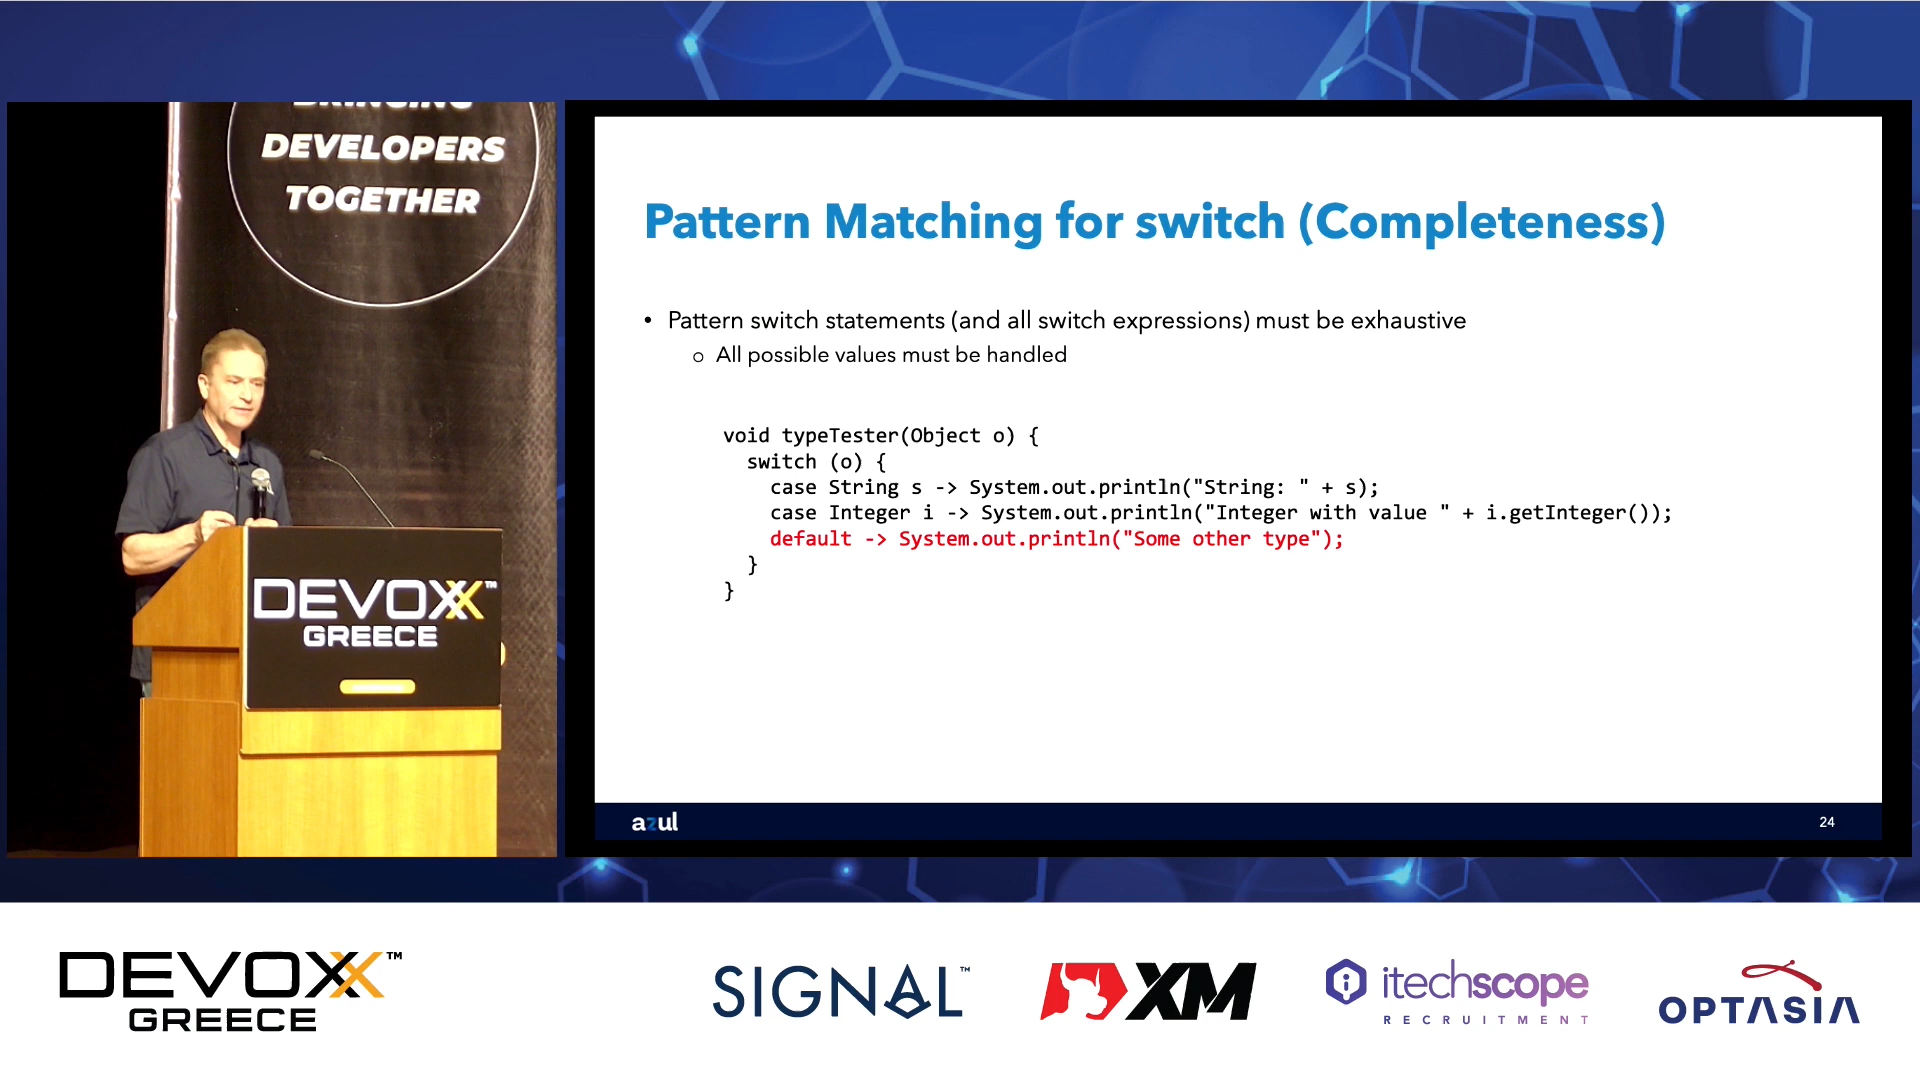 DEVELOPERS
TOGETHER
DEVOXX™
GREECE
Pattern Matching for switch (Completeness)
• Pattern switch statements (and all switch expressions) must be exhaustive
o All possible values must be handled
void typeTester(Object o) {
switch (o) {
case String s -> System.out.println("String: " + s);
case Integer i -> System.out.println("Integer with value " + i.getInteger());
default -> System.out.println("Some other type");
}
}
azul
24
DEVOXX™
GREECE
SIGNAL™
XM
itechscope
RECRUITMENT
OPTASIA